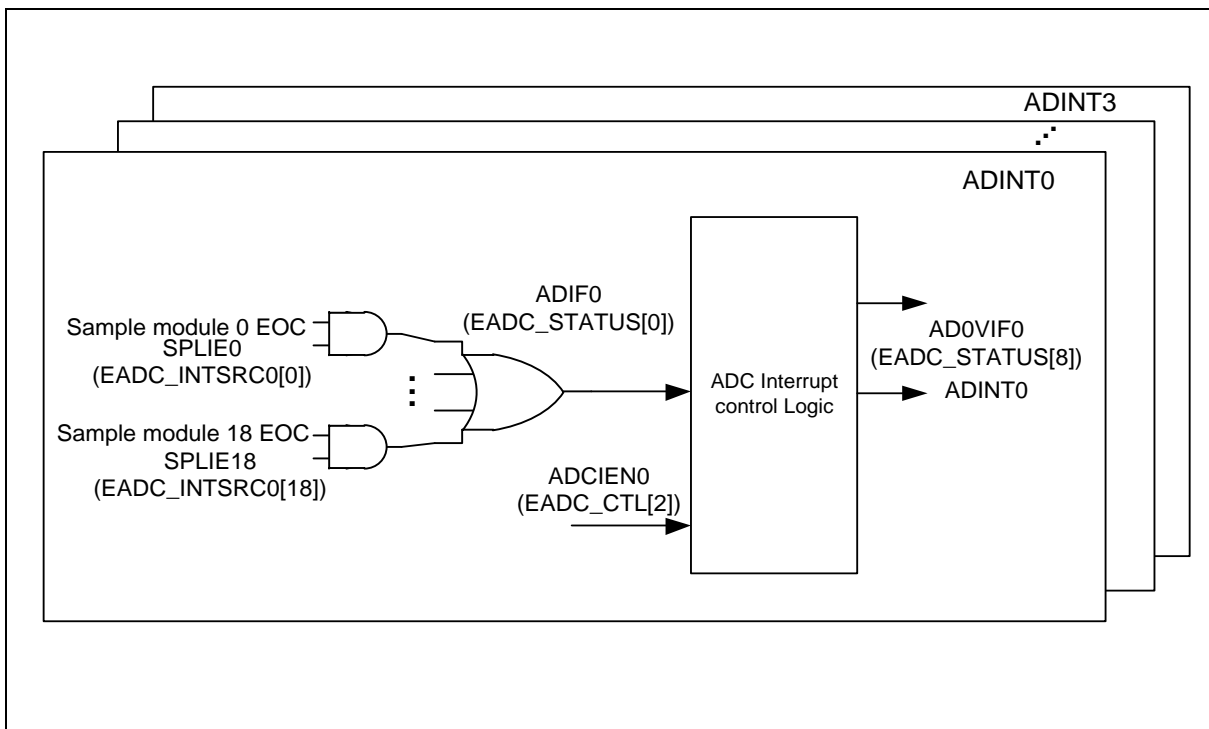 ADINT3
ADINT0
ADIF0
(EADC_STATUS[0])
Sample module 0 EOC
SPLIE0
(EADC_INTSRC0[0])
AD0VIF0
(EADC_STATUS[8])
ADC Interrupt
control Logic
ADINT0
Sample module 18 EOC
SPLIE18
(EADC_INTSRC0[18])
ADCIEN0
(EADC_CTL[2])